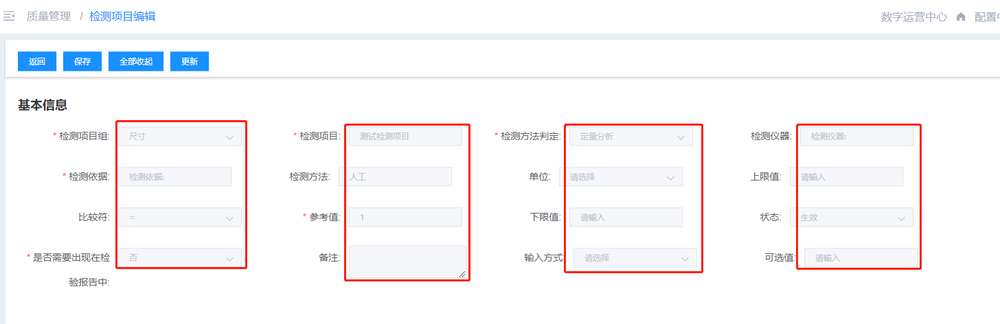 质量管理 / 检测项目编辑 数字运营中心 配置中
返回 保存 全部收起 更新
基本信息
* 检测项目组: 尺寸 * 检测项目: 测试检测项目 * 检测方法判定: 定量分析 检测仪器: 检测仪器:
* 检测依据: 检测依据: 检测方法: 人工 单位: 请选择 上限值: 请输入
比较符: = * 参考值: 1 下限值: 请输入 状态: 生效
* 是否需要出现在检 否 备注: 输入方式: 请选择 可选值: 请输入
验报告中: